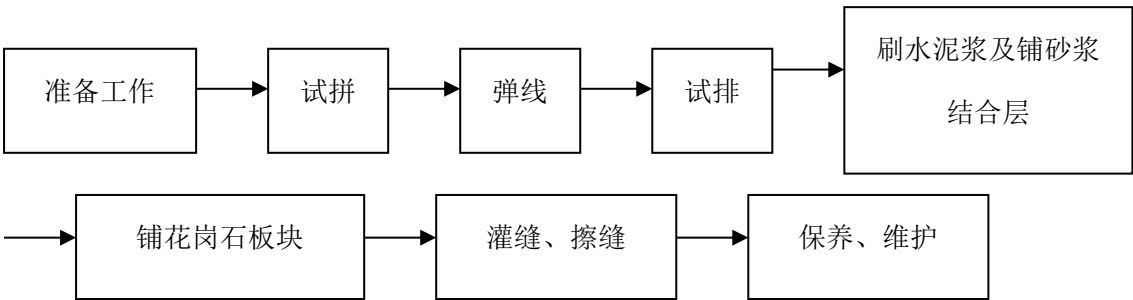 准备工作
试拼
弹线
试排
刷水泥浆及铺砂浆
结合层
铺花岗石板块
灌缝、擦缝
保养、维护